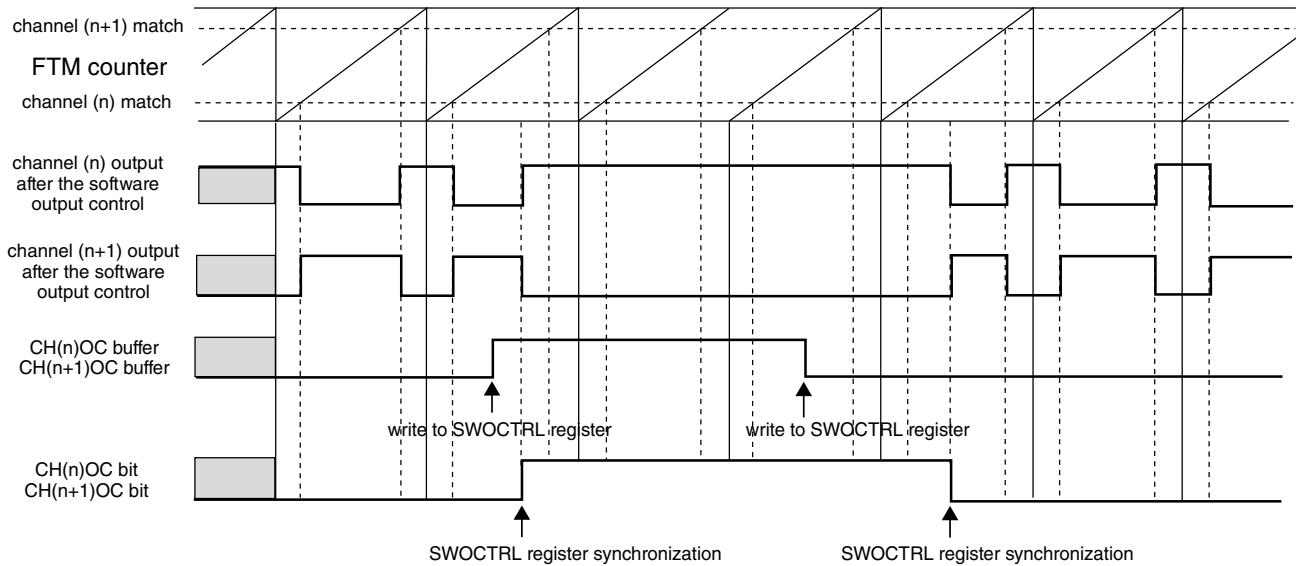 channel (n+1) match
FTM counter
channel (n) match
channel (n) output
after the software
output control
channel (n+1) output
after the software
output control
CH(n)OC buffer
CH(n+1)OC buffer
write to SWOCTRL register
write to SWOCTRL register
CH(n)OC bit
CH(n+1)OC bit
SWOCTRL register synchronization
SWOCTRL register synchronization